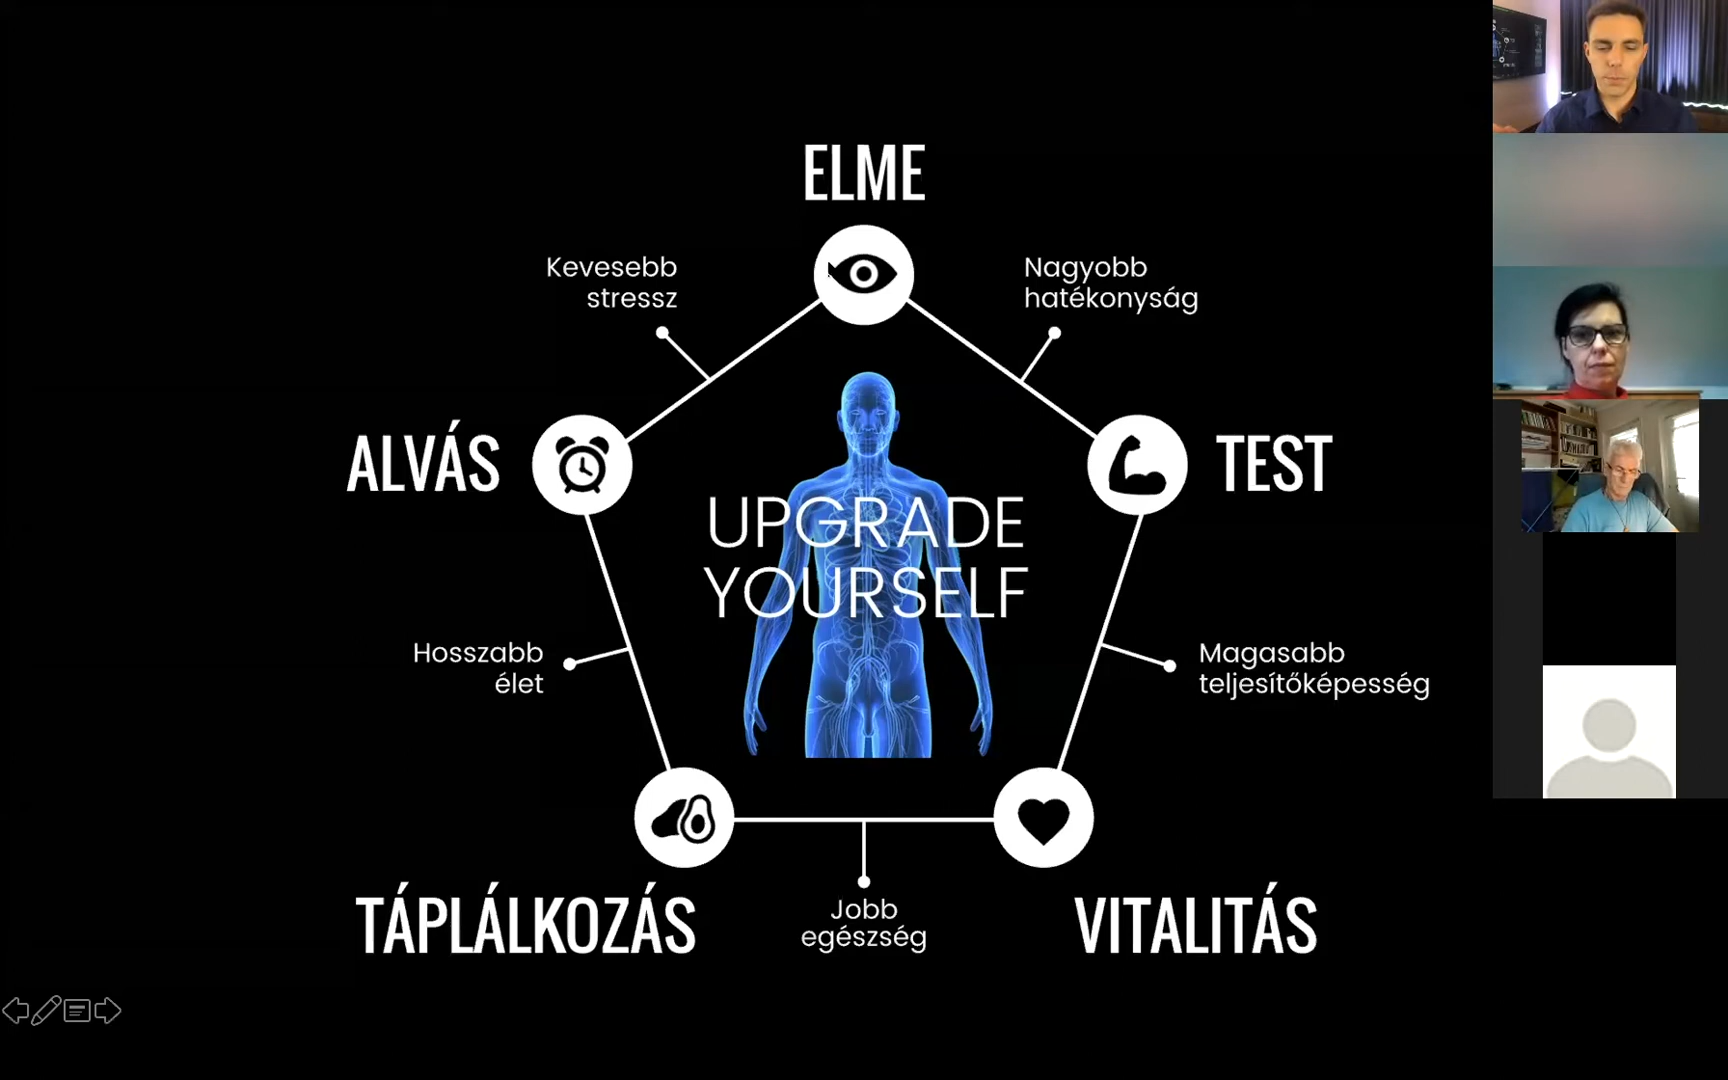 ELME
Kevesebb
stressz
Nagyobb
hatékonyság
ALVÁS
TEST
UPGRADE
YOURSELF
Hosszabb
élet
Magasabb
teljesítőképesség
TÁPLÁLKOZÁS
Jobb
egészség
VITALITÁS